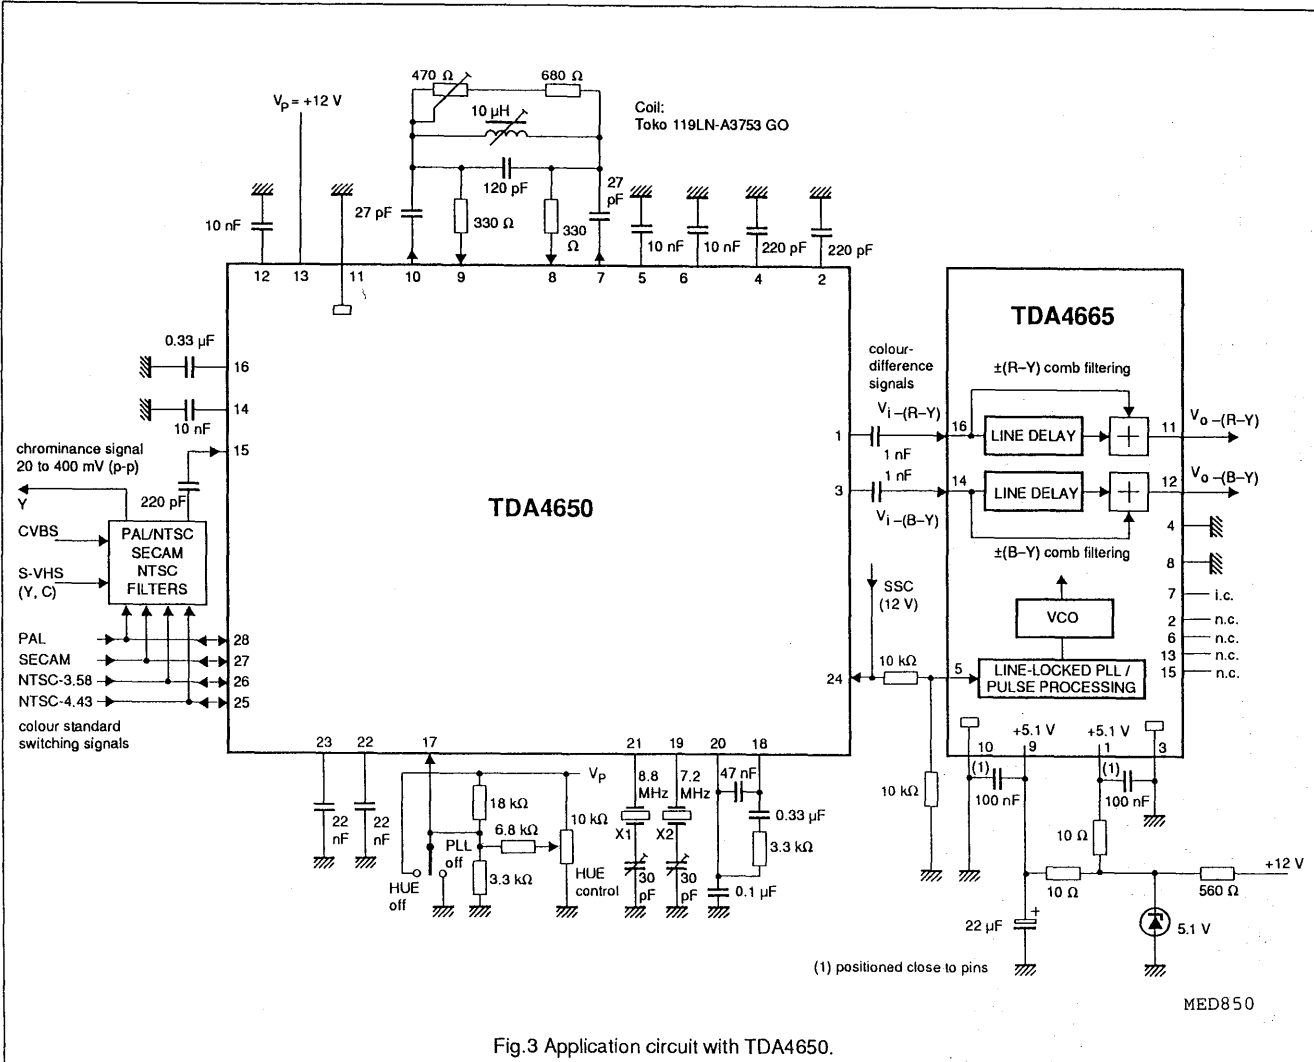 470 Ω
680 Ω
V P = +12 V
10 µH
Coil:
Toko 119LN-A3753 GO
120 pF
27 pF
27 pF
10 nF
330 Ω
330 Ω
10 nF
10 nF
220 pF
220 pF
12
13
11
10
9
8
7
5
6
4
2
TDA4665
0.33 µF
16
14
10 nF
chrominance signal
20 to 400 mV (p-p)
15
Y
220 pF
CVBS
S-VHS
(Y, C)
PAL/NTSC
SECAM
NTSC
FILTERS
TDA4650
colour-
difference
signals
±(R–Y) comb filtering
V i –(R–Y)
1
1 nF
16
LINE DELAY
+
11
V o –(R–Y)
1 nF
3
V i –(B–Y)
14
LINE DELAY
+
12
V o –(B–Y)
±(B–Y) comb filtering
4
8
7
i.c.
2
n.c.
6
n.c.
13
n.c.
15
n.c.
SSC
(12 V)
VCO
PAL
28
SECAM
27
NTSC-3.58
26
NTSC-4.43
25
colour standard
switching signals
24
10 kΩ
5
LINE-LOCKED PLL /
PULSE PROCESSING
23
22
17
21
19
20
18
+5.1 V
+5.1 V
10
9
1
3
V P
8.8
MHz
7.2
MHz
47 nF
(1)
100 nF
(1)
100 nF
22
nF
22
nF
18 kΩ
6.8 kΩ
10 kΩ
X1
X2
0.33 µF
10 kΩ
PLL
off
3.3 kΩ
3.3 kΩ
10 Ω
HUE
off
HUE
control
30
pF
30
pF
0.1 µF
10 Ω
560 Ω
+12 V
22 µF
+
5.1 V
(1) positioned close to pins
MED850
Fig.3 Application circuit with TDA4650.